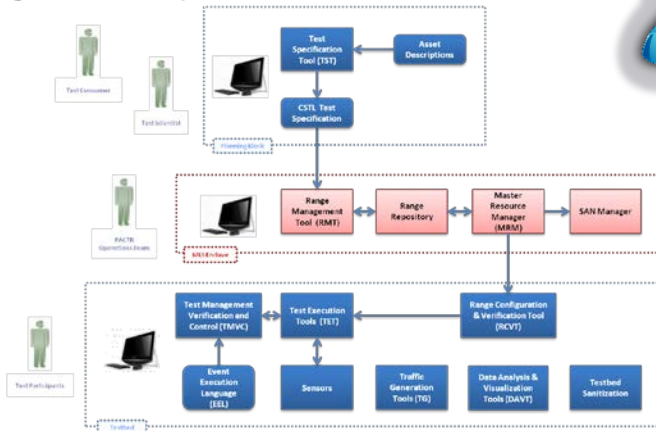 Test
Specification
Tool (TST)
Asset
Descriptions
Test Consumer
CSTL Test
Specification
Test Scientist
Planning Kiosk
Range
Management
Tool (RMT)
Range
Repository
Master
Resource
Manager
(MRM)
SAN Manager
Operations Team
MU Enclave
Test Management
Verification and
Control (TMVC)
Test Execution
Tools (TET)
Range Configuration
& Verification Tool
(RCVT)
Event
Execution
Language
(EEL)
Sensors
Traffic
Generation
Tools (TG)
Data Analysis &
Visualization
Tools (DAVT)
Testbed
Sanitization
Test Participants
Testbed